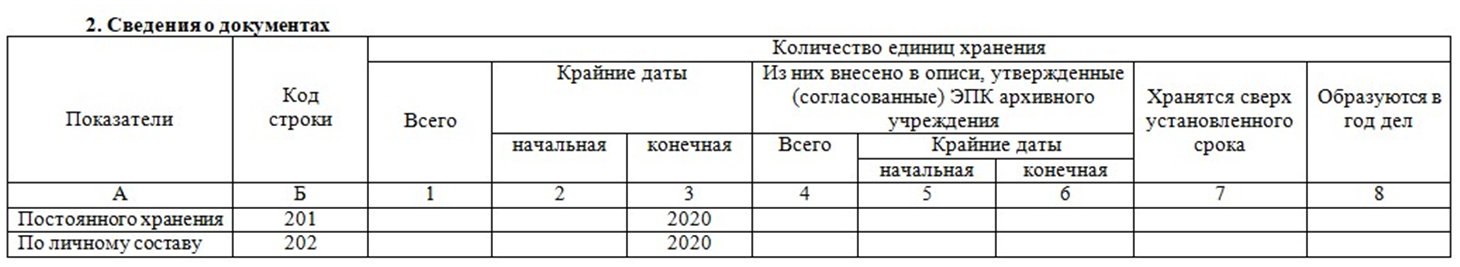 2. Сведения о документах
Количество единиц хранения
Показатели
Код
строки
Всего
Крайние даты
Из них внесено в описи, утвержденные
(согласованные) ЭПК архивного
учреждения
Хранятся сверх
установленного
срока
Образуются в
год дел
начальная
конечная
Всего
Крайние даты
начальная
конечная
А Б 1 2 3 4 5 6 7 8
Постоянного хранения 201 2020
По личному составу 202 2020